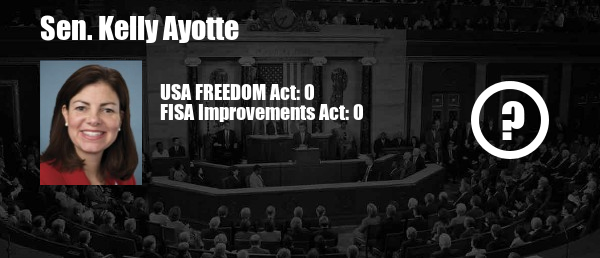 Sen. Kelly Ayotte
USA FREEDOM Act: 0
FISA Improvements Act: 0
?